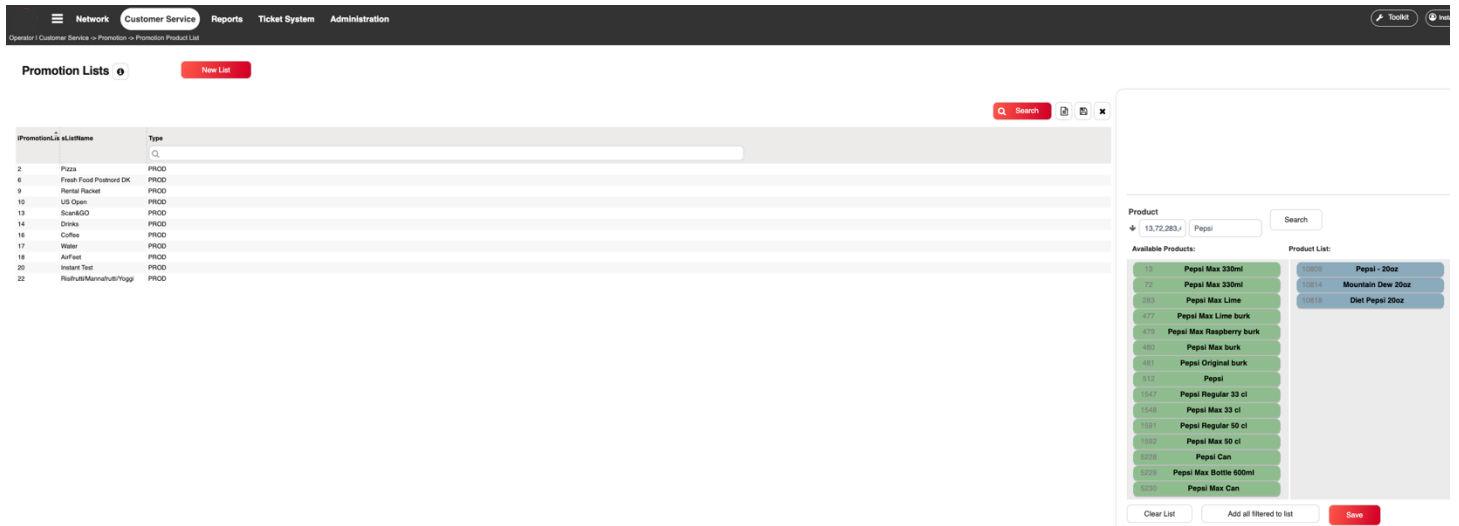 Network Customer Service Reports Ticket System Administration
Toolkit
Operator I Customer Service -> Promotion -> Promotion Product List
Promotion Lists
New List
Search
sListName Type
2 Pizza PROD
6 Fresh Food Postnord DK PROD
9 Rental Racket PROD
10 US Open PROD
13 Scan&GO PROD
14 Drinks PROD
16 Coffee PROD
17 Water PROD
18 AirFeet PROD
20 Instant Test PROD
22 Risifrutti/Mannafrutti/Yoggi PROD
Product
13,72,283,4 Pepsi Search
Available Products: Product List:
13 Pepsi Max 330ml
72 Pepsi Max 330ml
283 Pepsi Max Lime
477 Pepsi Max Lime burk
479 Pepsi Max Raspberry burk
480 Pepsi Max burk
481 Pepsi Original burk
512 Pepsi
1547 Pepsi Regular 33 cl
1548 Pepsi Max 33 cl
1591 Pepsi Regular 50 cl
1592 Pepsi Max 50 cl
5228 Pepsi Can
5229 Pepsi Max Bottle 600ml
5230 Pepsi Max Can
Pepsi - 20oz
10814 Mountain Dew 20oz
Diet Pepsi 20oz
Clear List Add all filtered to list Save